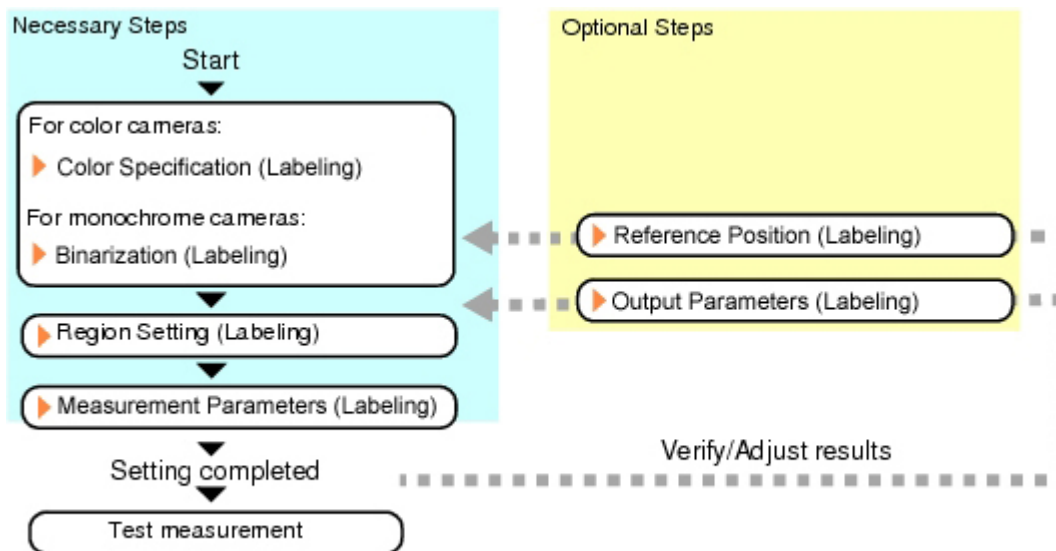 Necessary Steps
Start
For color cameras:
Color Specification (Labeling)
For monochrome cameras:
Binarization (Labeling)
Region Setting (Labeling)
Measurement Parameters (Labeling)
Setting completed
Test measurement
Optional Steps
Reference Position (Labeling)
Output Parameters (Labeling)
Verify/Adjust results